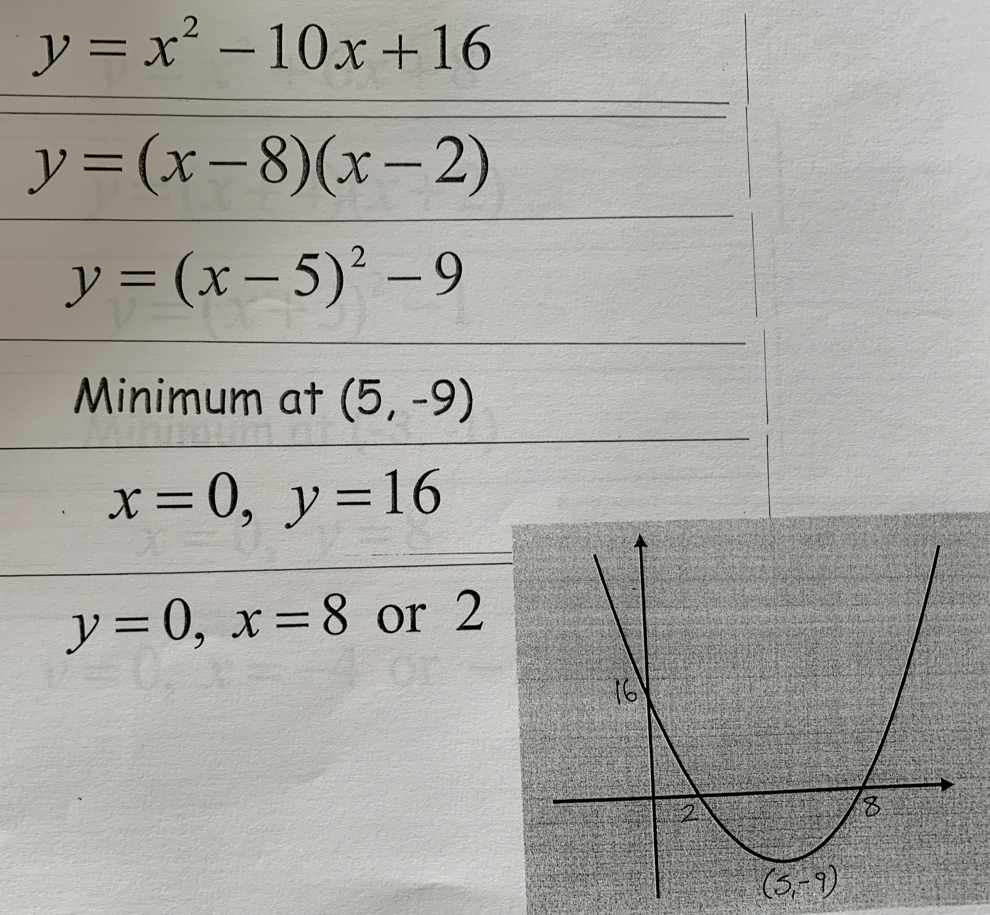 y = x² − 10x + 16
y = (x − 8)(x − 2)
y = (x − 5)² − 9
Minimum at (5, -9)
x = 0, y = 16
y = 0, x = 8 or 2
16
2
8
(5,-9)